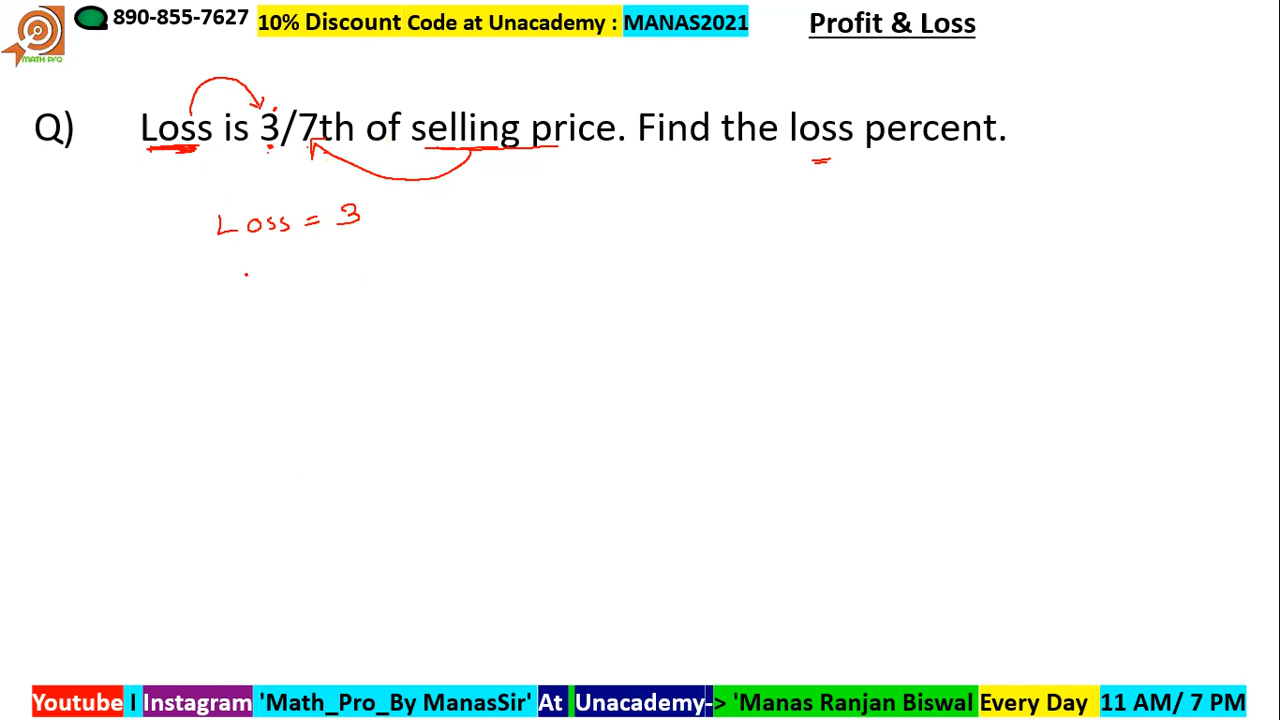 MATH PRO
890-855-7627
10% Discount Code at Unacademy : MANAS2021
Profit & Loss
Q) Loss is 3/7th of selling price. Find the loss percent.
Loss = 3
Youtube I Instagram 'Math_Pro_By ManasSir' At Unacademy-> 'Manas Ranjan Biswal Every Day 11 AM/ 7 PM